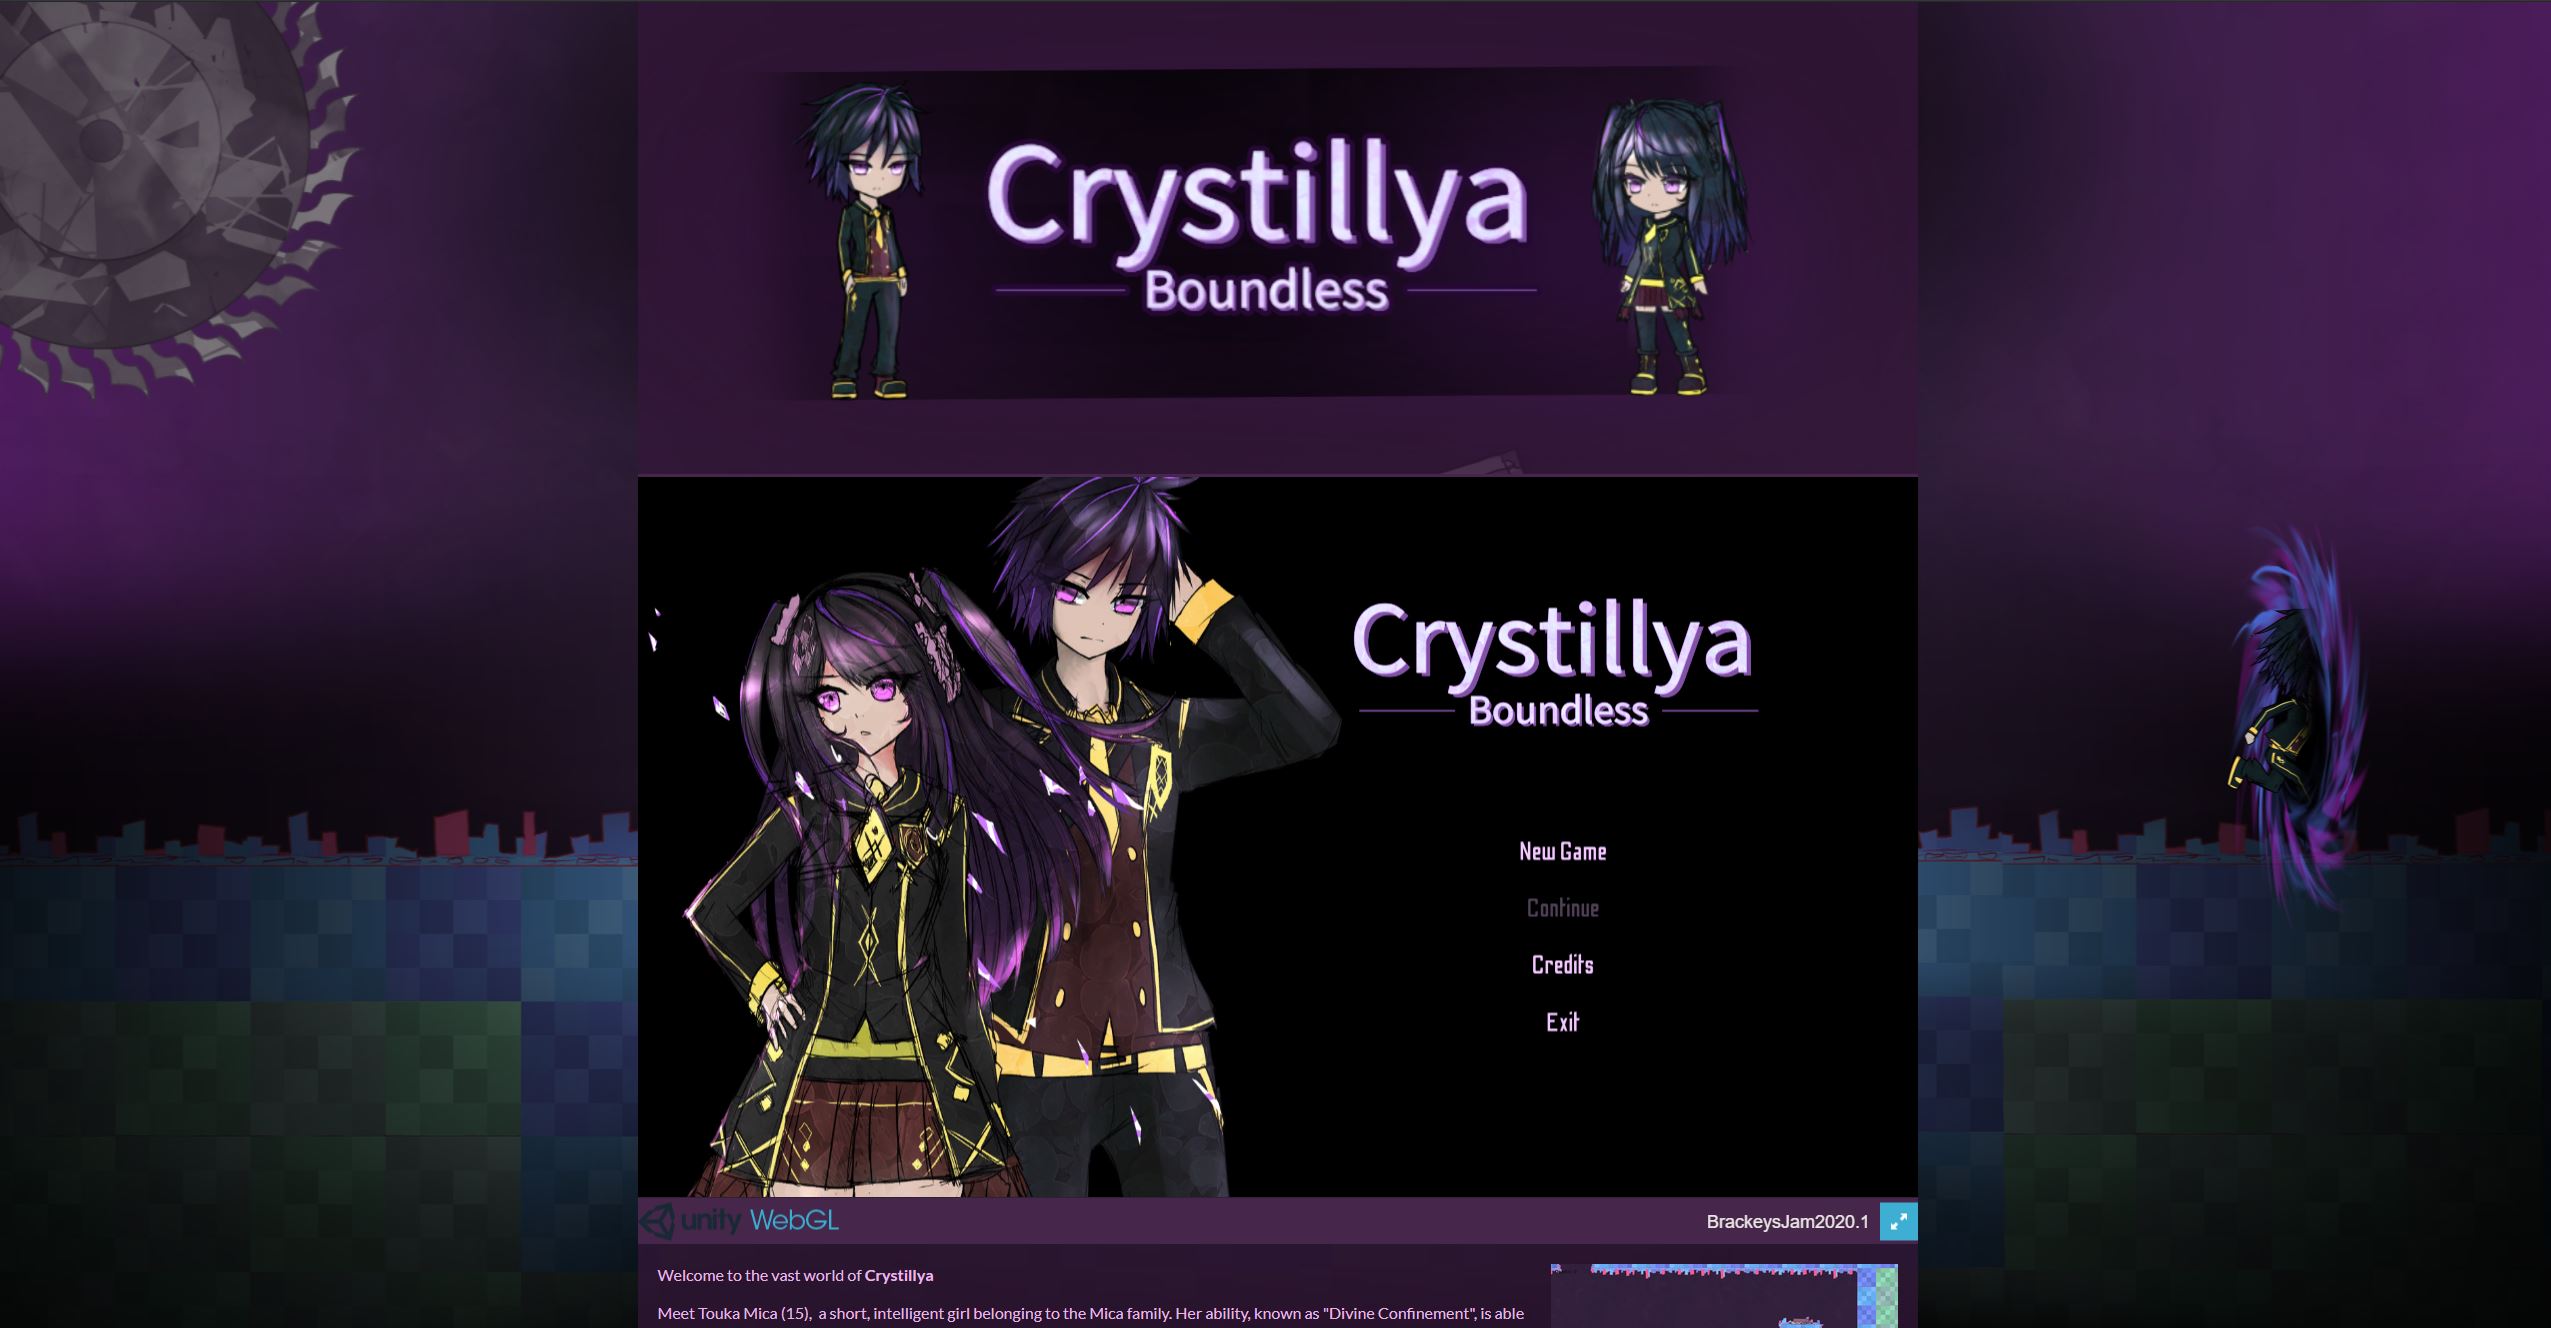 Crystillya
Boundless
Crystillya
Boundless
New Game
Continue
Credits
Exit
unity WebGL
BrackeysJam2020.1
Welcome to the vast world of Crystillya
Meet Touka Mica (15), a short, intelligent girl belonging to the Mica family. Her ability, known as "Divine Confinement", is able